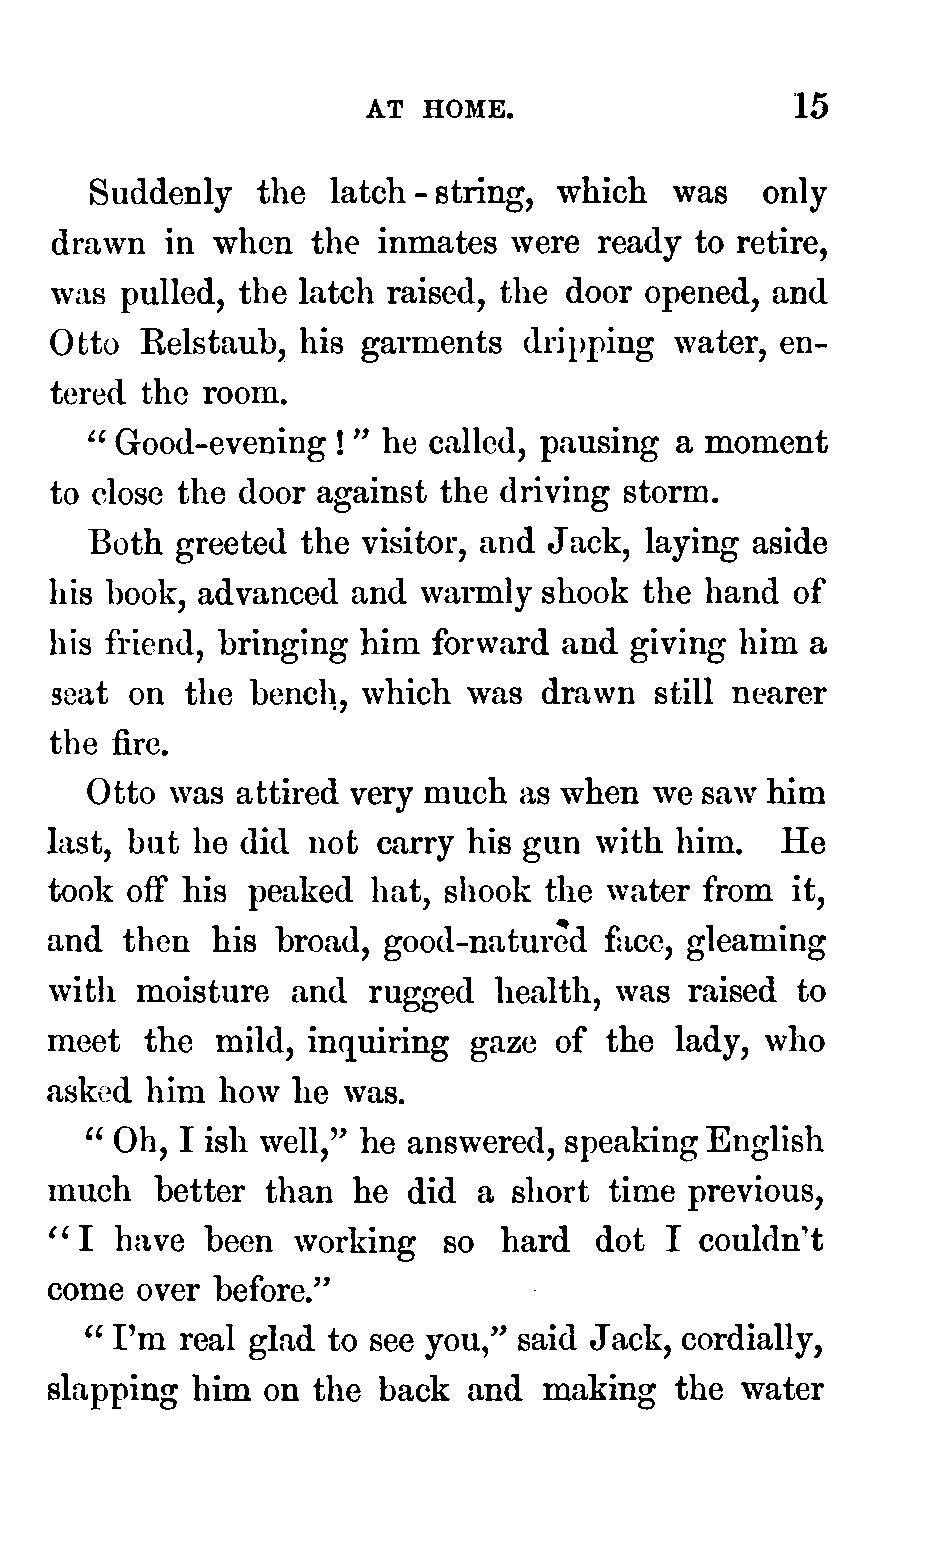 AT HOME. 15
Suddenly the latch-string, which was only
drawn in when the inmates were ready to retire,
was pulled, the latch raised, the door opened, and
Otto Relstaub, his garments dripping water, en-
tered the room.
“Good-evening!” he called, pausing a moment
to close the door against the driving storm.
Both greeted the visitor, and Jack, laying aside
his book, advanced and warmly shook the hand of
his friend, bringing him forward and giving him a
seat on the bench, which was drawn still nearer
the fire.
Otto was attired very much as when we saw him
last, but he did not carry his gun with him. He
took off his peaked hat, shook the water from it,
and then his broad, good-natured face, gleaming
with moisture and rugged health, was raised to
meet the mild, inquiring gaze of the lady, who
asked him how he was.
“Oh, I ish well,” he answered, speaking English
much better than he did a short time previous,
“I have been working so hard dot I couldn't
come over before.”
“I'm real glad to see you,” said Jack, cordially,
slapping him on the back and making the water